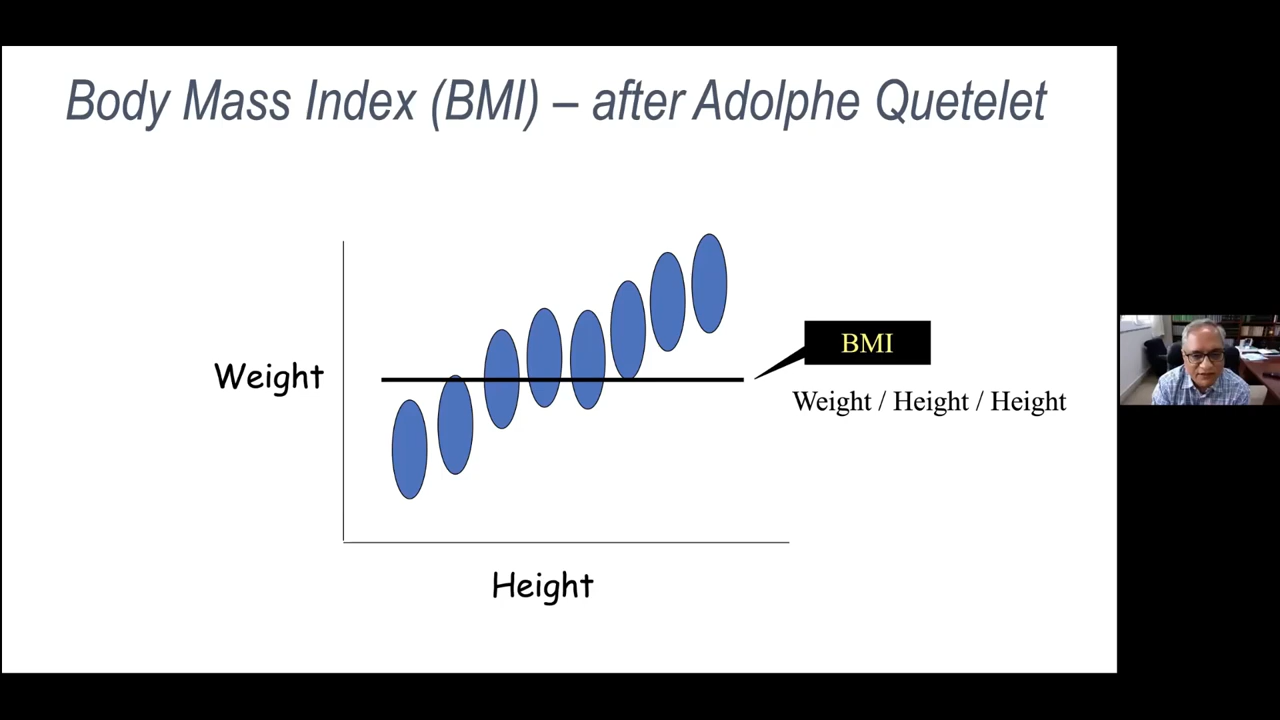 Body Mass Index (BMI) – after Adolphe Quetelet
Weight
BMI
Weight / Height / Height
Height